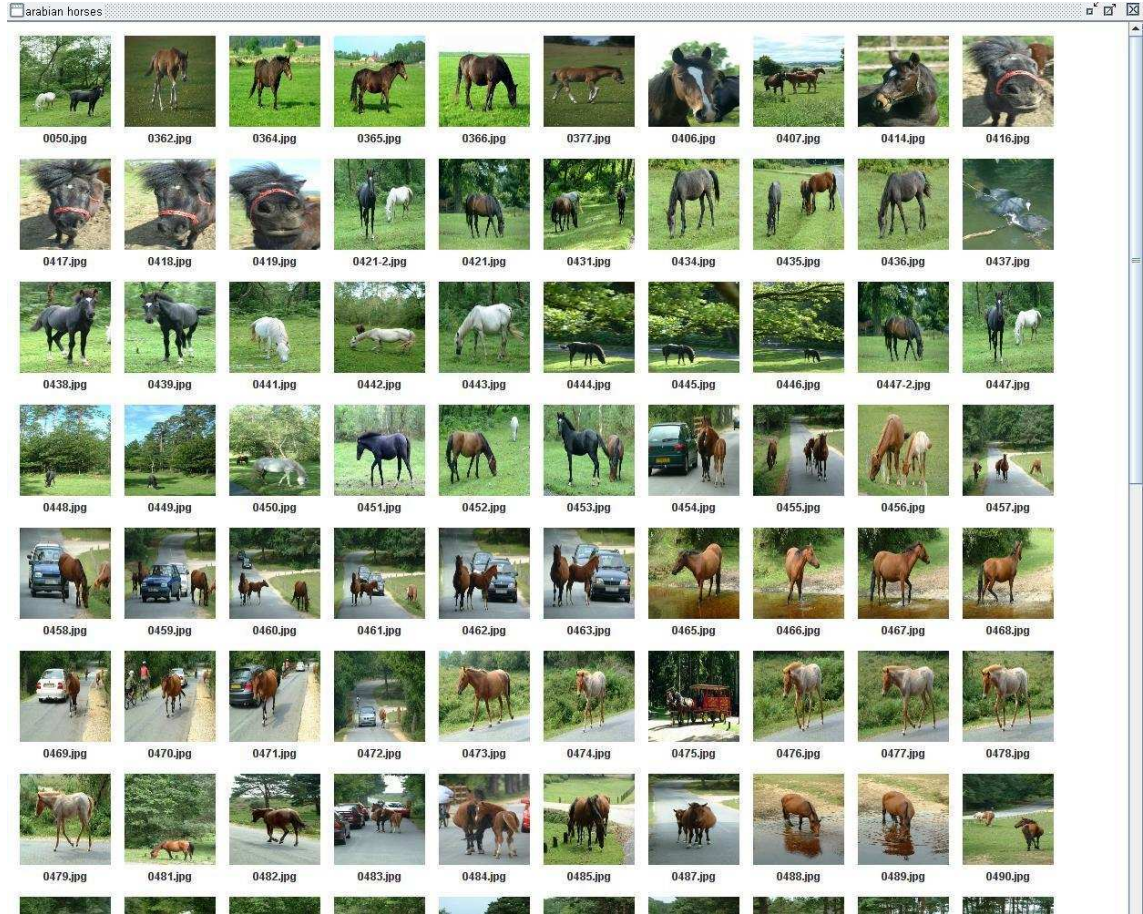 arabian horses
0050.jpg 0362.jpg 0364.jpg 0365.jpg 0366.jpg 0377.jpg 0406.jpg 0407.jpg 0414.jpg 0416.jpg
0417.jpg 0418.jpg 0419.jpg 0421-2.jpg 0421.jpg 0431.jpg 0434.jpg 0435.jpg 0436.jpg 0437.jpg
0438.jpg 0439.jpg 0441.jpg 0442.jpg 0443.jpg 0444.jpg 0445.jpg 0446.jpg 0447-2.jpg 0447.jpg
0448.jpg 0449.jpg 0450.jpg 0451.jpg 0452.jpg 0453.jpg 0454.jpg 0455.jpg 0456.jpg 0457.jpg
0458.jpg 0459.jpg 0460.jpg 0461.jpg 0462.jpg 0463.jpg 0465.jpg 0466.jpg 0467.jpg 0468.jpg
0469.jpg 0470.jpg 0471.jpg 0472.jpg 0473.jpg 0474.jpg 0475.jpg 0476.jpg 0477.jpg 0478.jpg
0479.jpg 0481.jpg 0482.jpg 0483.jpg 0484.jpg 0485.jpg 0487.jpg 0488.jpg 0489.jpg 0490.jpg